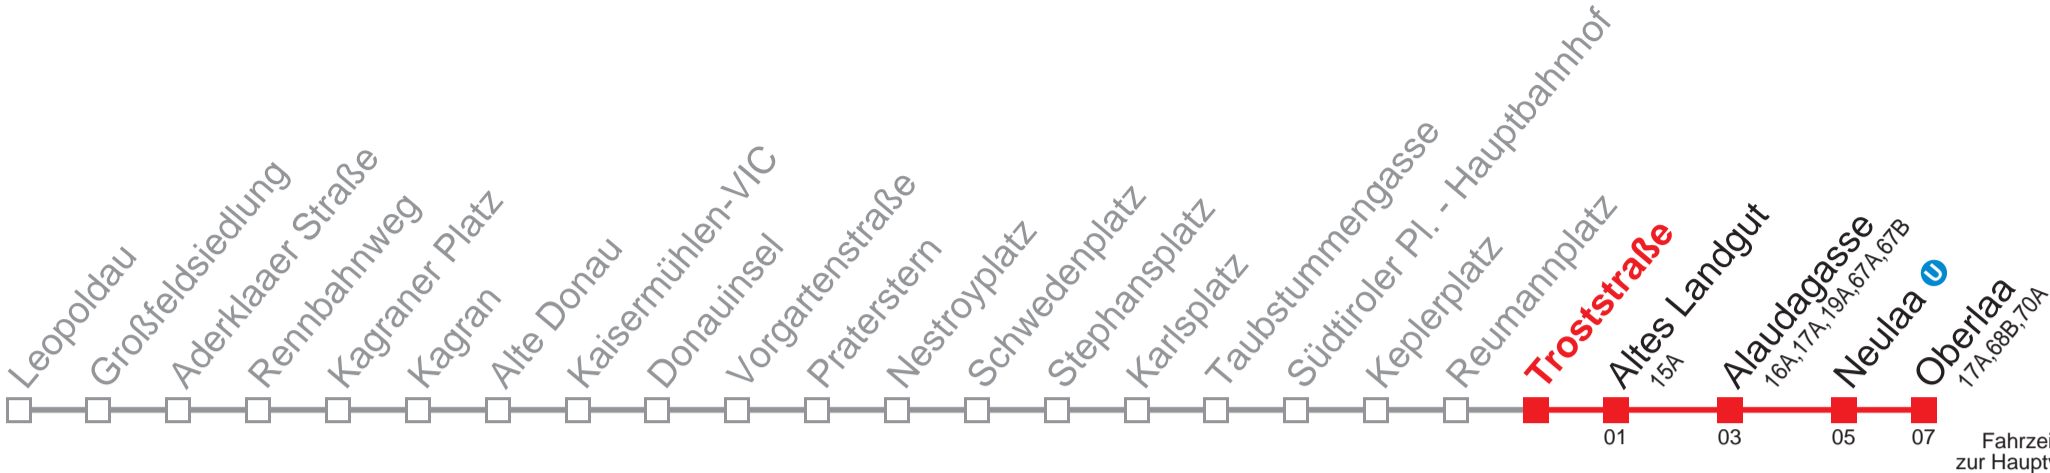 Leopoldau
Großfeldsiedlung
Aderklaaer Straße
Rennbahnweg
Kagraner Platz
Kagran
Alte Donau
Kaisermühlen-VIC
Donauinsel
Vorgartenstraße
Praterstern
Nestroyplatz
Schwedenplatz
Stephansplatz
Karlsplatz
Taubstummengasse
Südtiroler Pl. - Hauptbahnhof
Keplerplatz
Reumannplatz
Troststraße
Altes Landgut
15A
Alaudagasse
16A,17A,19A,67A,67B
Neulaa U
Oberlaa
17A,68B,70A
01 03 05 07
zur